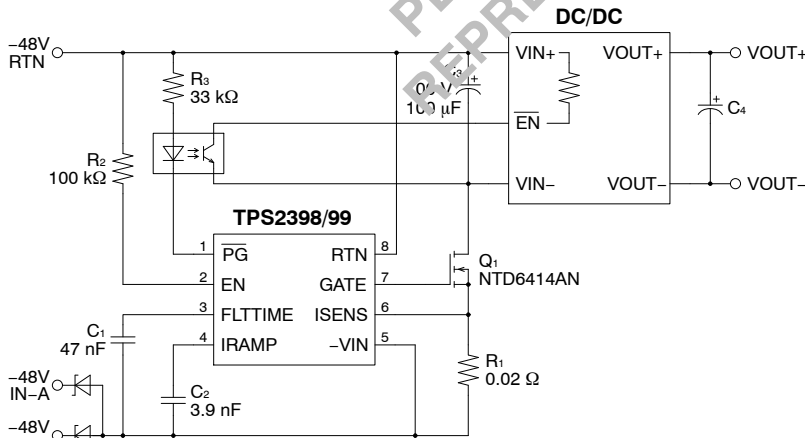 DC/DC
−48V
RTN
VIN+
VOUT+
VOUT+
R3
33 kΩ
100 µF
C4
EN
R2
100 kΩ
VIN−
VOUT−
VOUT−
TPS2398/99
1
PG
RTN
8
Q1
NTD6414AN
2
EN
GATE
7
3
FLTTIME
ISENS
6
C1
47 nF
4
IRAMP
−VIN
5
R1
0.02 Ω
−48V
IN−A
C2
3.9 nF
−48V